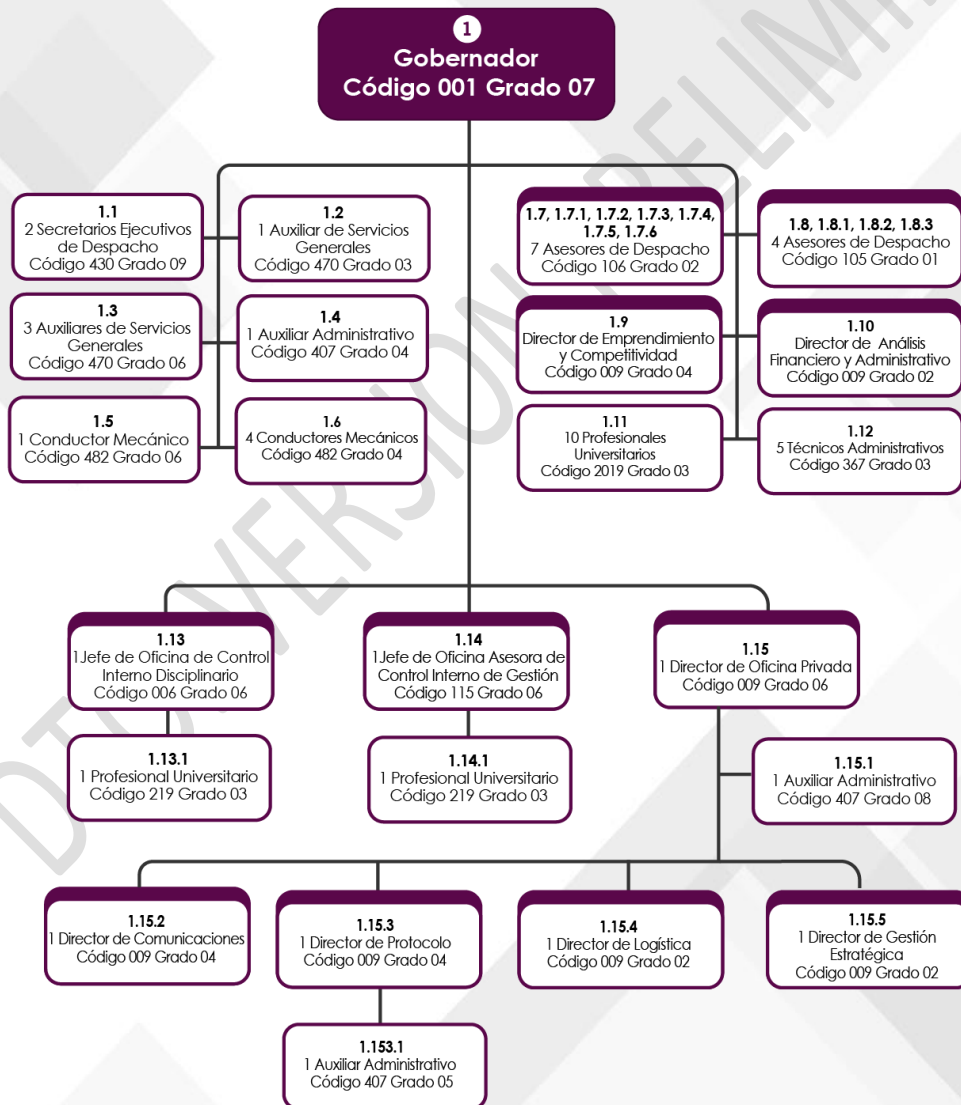 1
Gobernador
Código 001 Grado 07
1.1
2 Secretarios Ejecutivos
de Despacho
Código 430 Grado 09
1.2
1 Auxiliar de Servicios
Generales
Código 470 Grado 03
1.7, 1.7.1, 1.7.2, 1.7.3, 1.7.4,
1.7.5, 1.7.6
7 Asesores de Despacho
Código 106 Grado 02
1.8, 1.8.1, 1.8.2, 1.8.3
4 Asesores de Despacho
Código 105 Grado 01
1.3
3 Auxiliares de Servicios
Generales
Código 470 Grado 06
1.4
1 Auxiliar Administrativo
Código 407 Grado 04
1.9
Director de Emprendimiento
y Competitividad
Código 009 Grado 04
1.10
Director de Análisis
Financiero y Administrativo
Código 009 Grado 02
1.5
1 Conductor Mecánico
Código 482 Grado 06
1.6
4 Conductores Mecánicos
Código 482 Grado 04
1.11
10 Profesionales
Universitarios
Código 2019 Grado 03
1.12
5 Técnicos Administrativos
Código 367 Grado 03
1.13
1Jefe de Oficina de Control
Interno Disciplinario
Código 006 Grado 06
1.14
1Jefe de Oficina Asesora de
Control Interno de Gestión
Código 115 Grado 06
1.15
1 Director de Oficina Privada
Código 009 Grado 06
1.13.1
1 Profesional Universitario
Código 219 Grado 03
1.14.1
1 Profesional Universitario
Código 219 Grado 03
1.15.1
1 Auxiliar Administrativo
Código 407 Grado 08
1.15.2
1 Director de Comunicaciones
Código 009 Grado 04
1.15.3
1 Director de Protocolo
Código 009 Grado 04
1.15.4
1 Director de Logística
Código 009 Grado 02
1.15.5
1 Director de Gestión
Estratégica
Código 009 Grado 02
1.153.1
1 Auxiliar Administrativo
Código 407 Grado 05